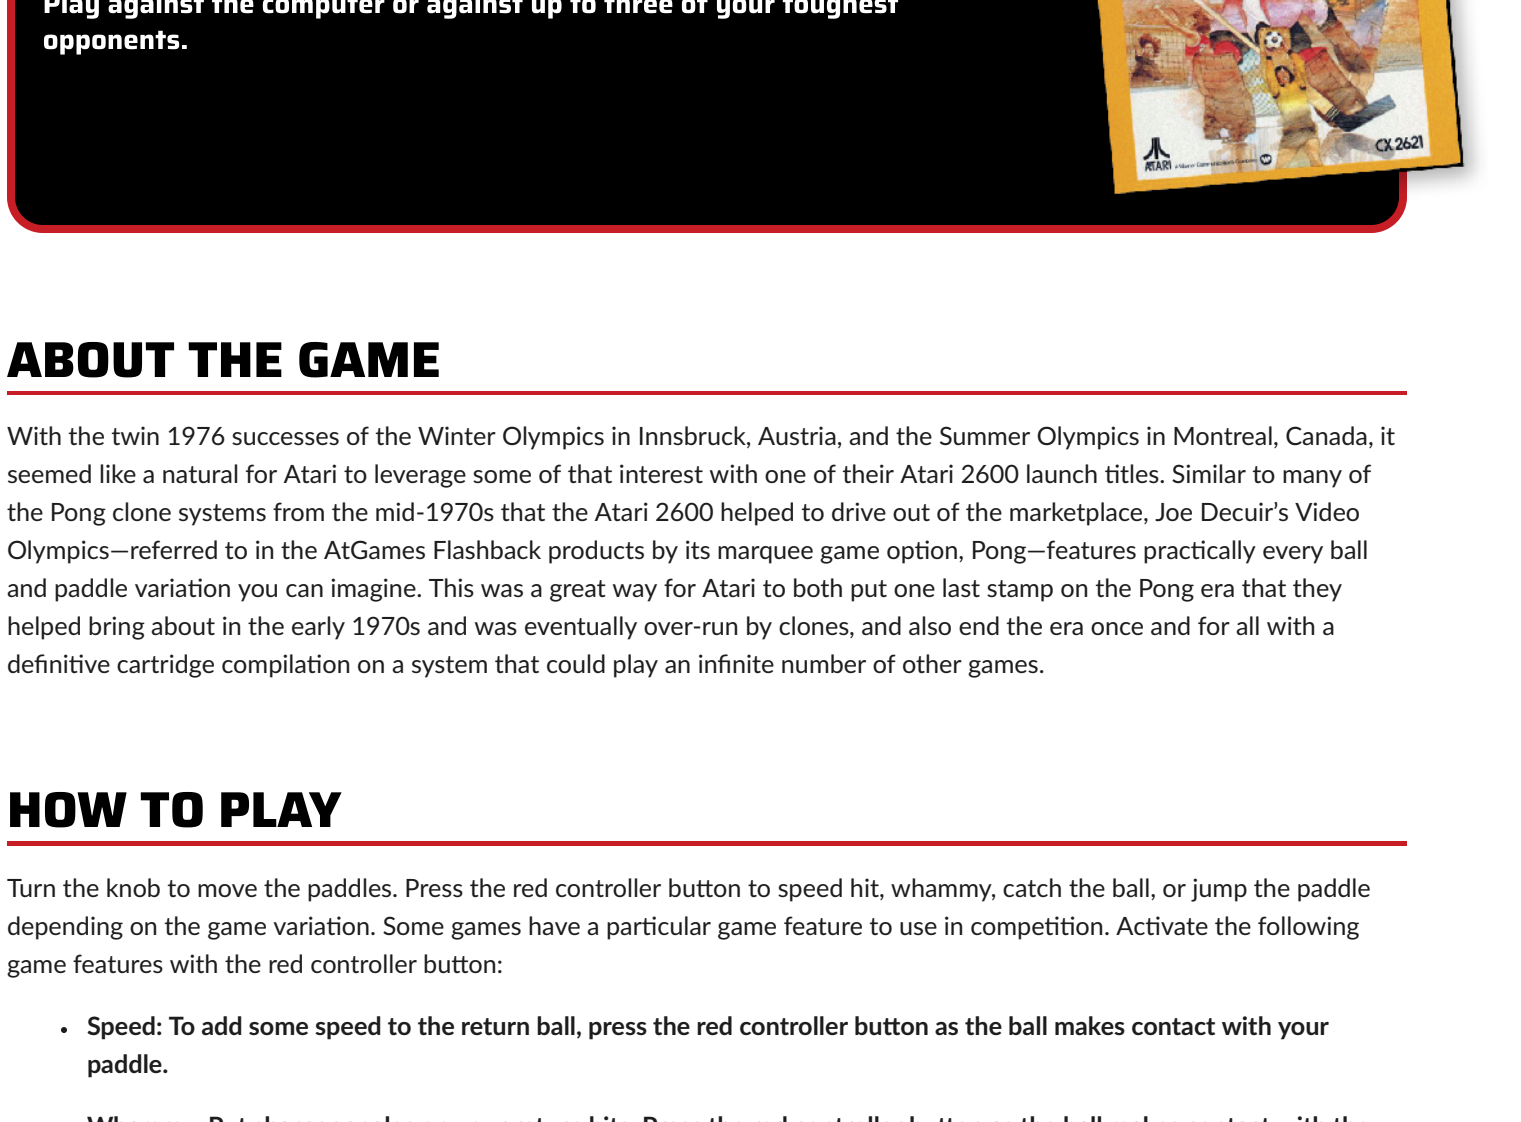 Play against the computer or against up to three of your toughest
opponents.
ATARI
CX 2621
ABOUT THE GAME
With the twin 1976 successes of the Winter Olympics in Innsbruck, Austria, and the Summer Olympics in Montreal, Canada, it
seemed like a natural for Atari to leverage some of that interest with one of their Atari 2600 launch titles. Similar to many of
the Pong clone systems from the mid-1970s that the Atari 2600 helped to drive out of the marketplace, Joe Decuir’s Video
Olympics—referred to in the AtGames Flashback products by its marquee game option, Pong—features practically every ball
and paddle variation you can imagine. This was a great way for Atari to both put one last stamp on the Pong era that they
helped bring about in the early 1970s and was eventually over-run by clones, and also end the era once and for all with a
definitive cartridge compilation on a system that could play an infinite number of other games.
HOW TO PLAY
Turn the knob to move the paddles. Press the red controller button to speed hit, whammy, catch the ball, or jump the paddle
depending on the game variation. Some games have a particular game feature to use in competition. Activate the following
game features with the red controller button:
• Speed: To add some speed to the return ball, press the red controller button as the ball makes contact with your
paddle.